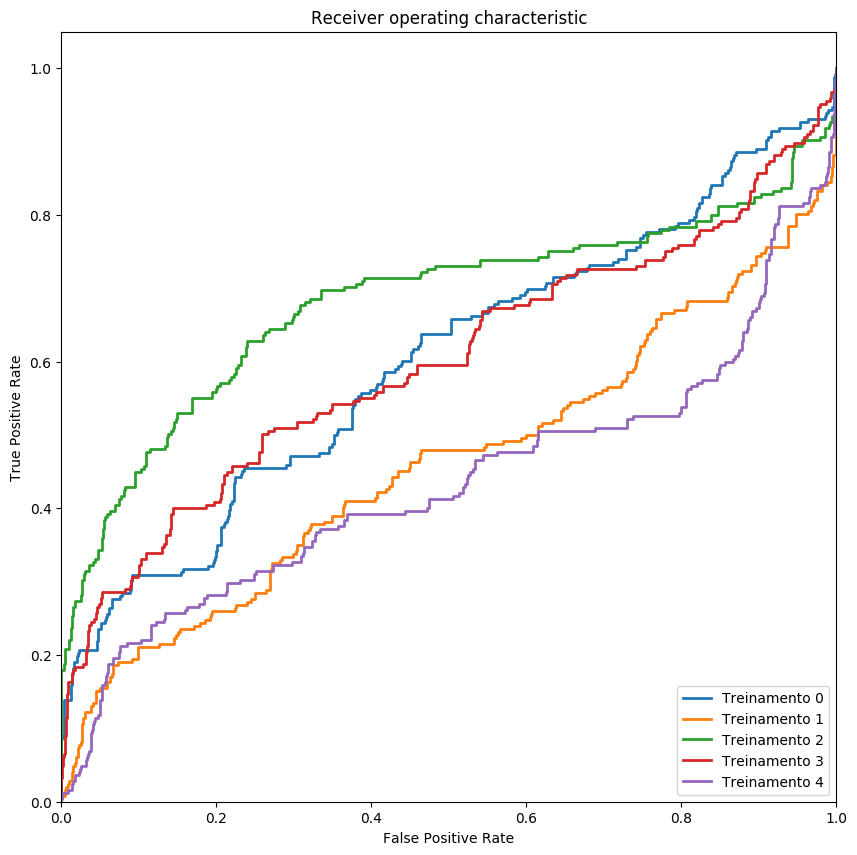 Receiver operating characteristic
True Positive Rate
1.0
0.8
0.6
0.4
0.2
0.0
0.0 0.2 0.4 0.6 0.8 1.0
False Positive Rate
Treinamento 0
Treinamento 1
Treinamento 2
Treinamento 3
Treinamento 4